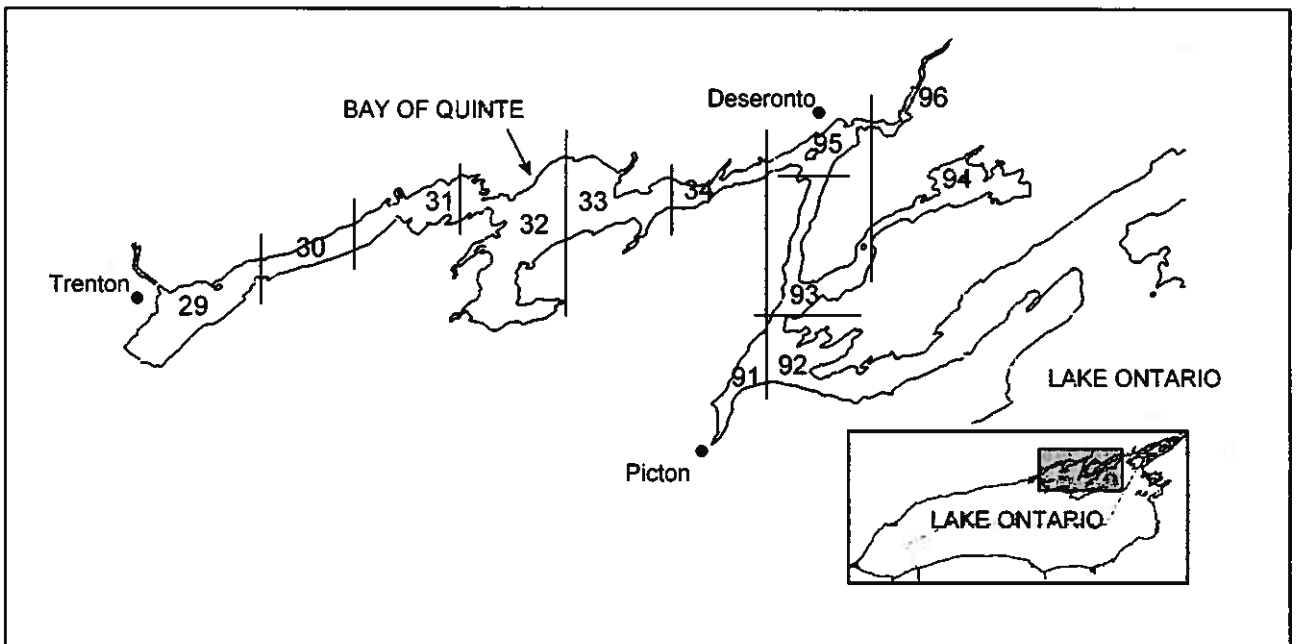 BAY OF QUINTE
Deseronto
96
95
94
31
33
34
32
30
Trenton
29
93
92
91
LAKE ONTARIO
Picton
LAKE ONTARIO